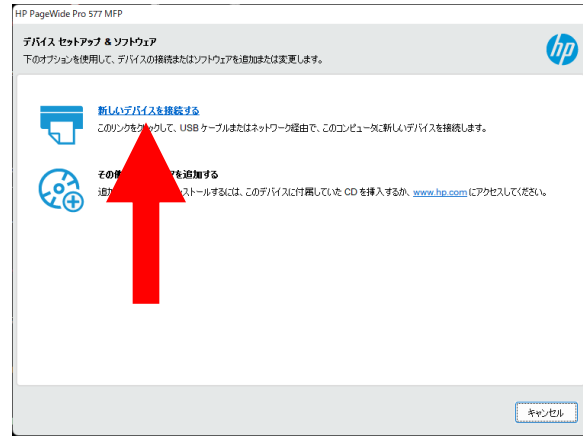 HP PageWide Pro 577 MFP
デバイス セットアップ & ソフトウェア
下のオプションを使用して、デバイスの接続またはソフトウェアを追加または変更します。
hp
新しいデバイスを接続する
このリンクをクリックして、USB ケーブルまたはネットワーク経由で、このコンピュータに新しいデバイスを接続します。
その他 を追加する
追加 ストールするには、このデバイスに付属していた CD を挿入するか、www.hp.com にアクセスしてください。
キャンセル